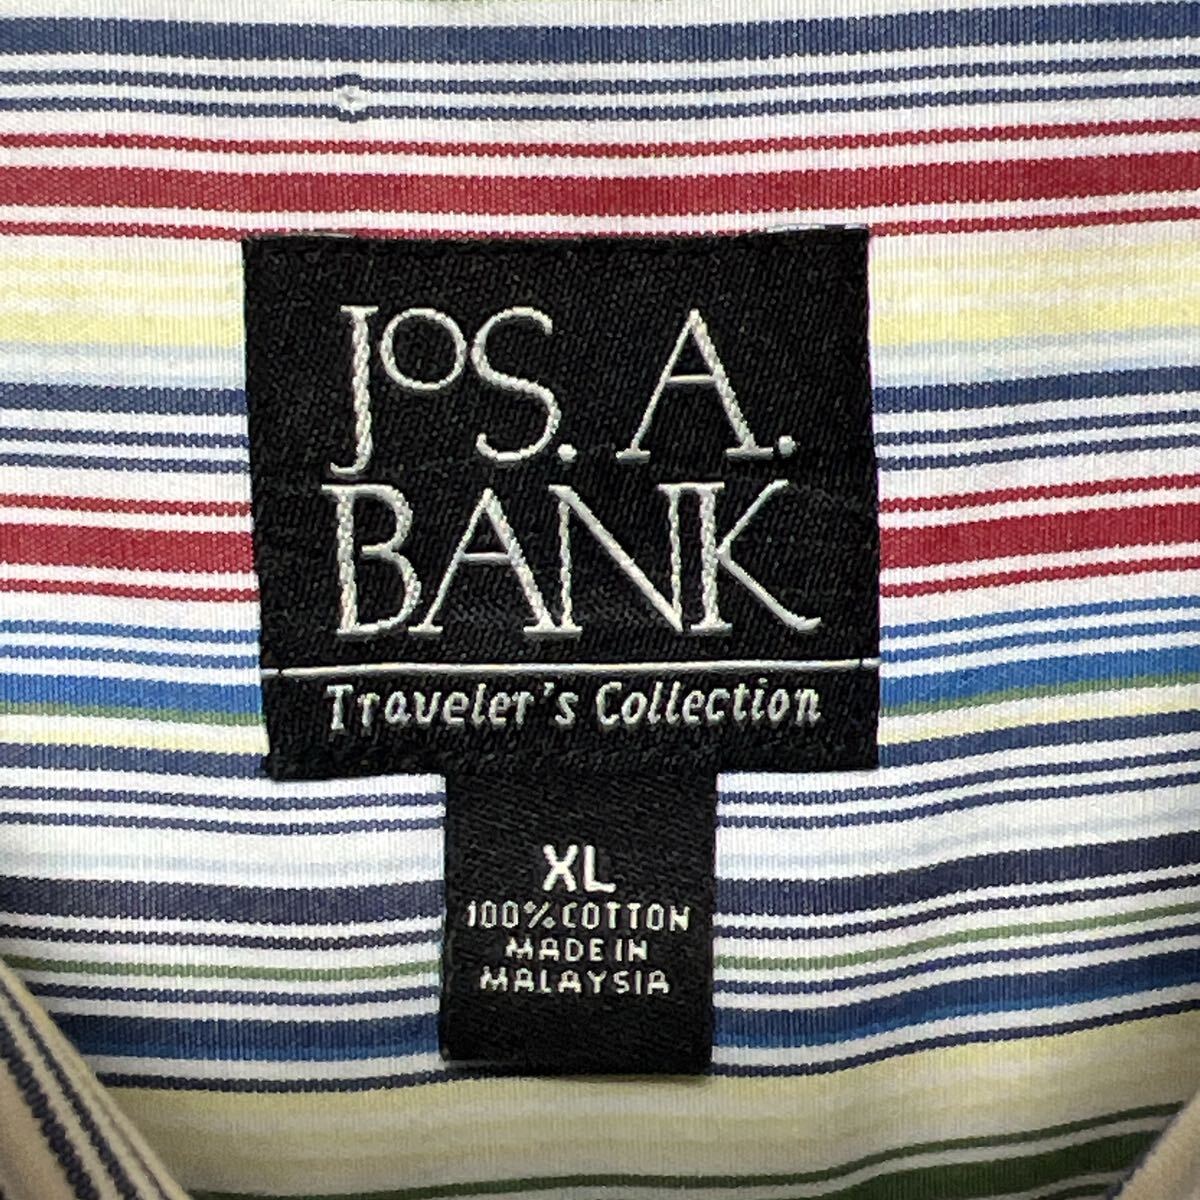 JoS. A.
BANK
Traveler's Collection
XL
100% COTTON
MADE IN
MALAYSIA